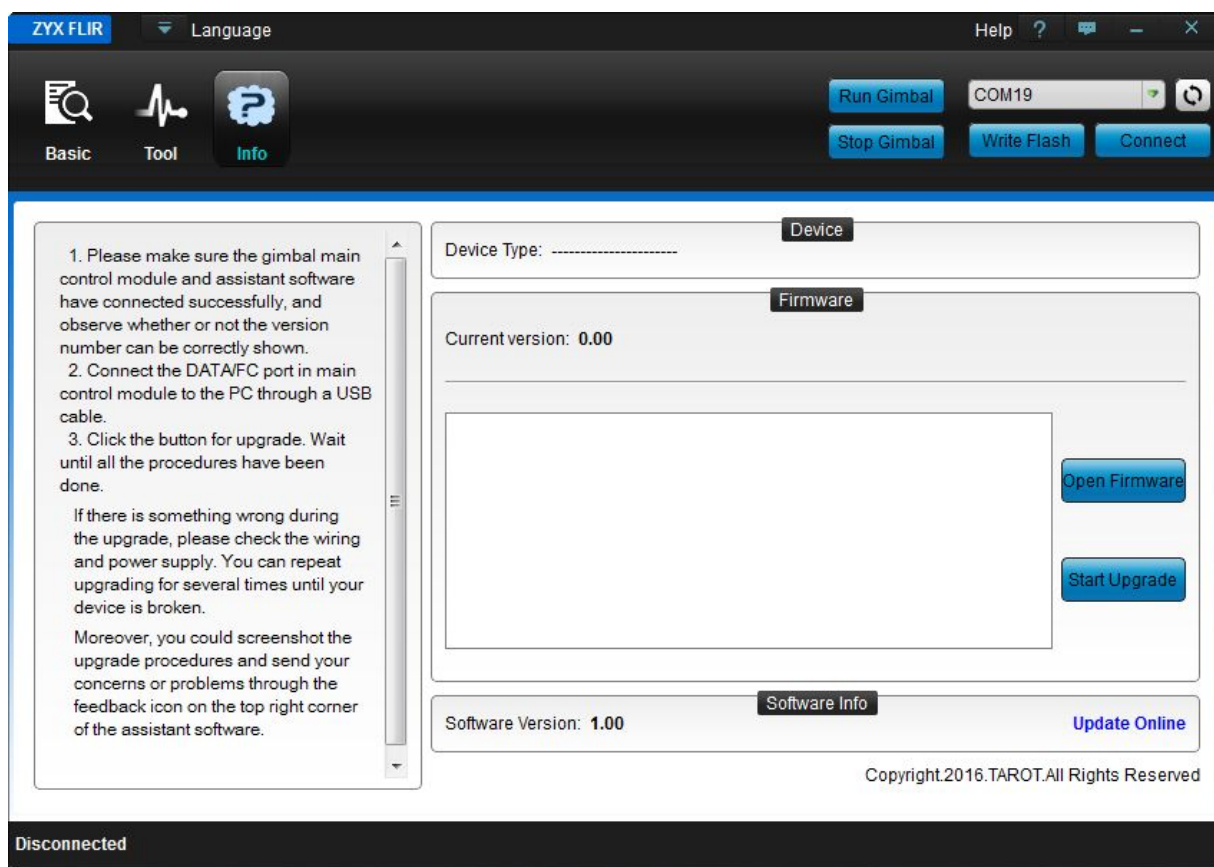 ZYX FLIR
Language
Help ?
Basic
Tool
Info
Run Gimbal
COM19
Stop Gimbal
Write Flash
Connect
1. Please make sure the gimbal main
control module and assistant software
have connected successfully, and
observe whether or not the version
number can be correctly shown.
2. Connect the DATA/FC port in main
control module to the PC through a USB
cable.
3. Click the button for upgrade. Wait
until all the procedures have been
done.
If there is something wrong during
the upgrade, please check the wiring
and power supply. You can repeat
upgrading for several times until your
device is broken.
Moreover, you could screenshot the
upgrade procedures and send your
concerns or problems through the
feedback icon on the top right corner
of the assistant software.
Device
Device Type: ----------------------
Firmware
Current version: 0.00
Open Firmware
Start Upgrade
Software Info
Software Version: 1.00
Update Online
Copyright.2016.TAROT.All Rights Reserved
Disconnected